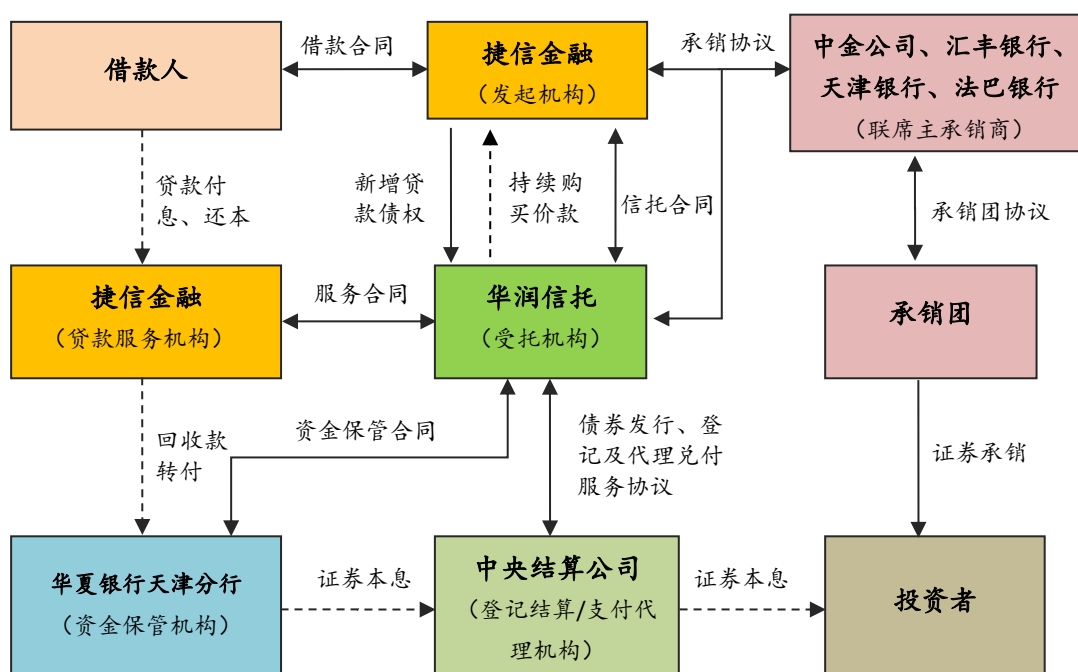 借款人
借款合同
捷信金融
（发起机构）
承销协议
中金公司、汇丰银行、
天津银行、法巴银行
（联席主承销商）
贷款付
息、还本
新增贷
款债权
持续购
买价款
信托合同
承销团协议
捷信金融
（贷款服务机构）
服务合同
华润信托
（受托机构）
承销团
回收款
转付
资金保管合同
债券发行、登
记及代理兑付
服务协议
证券承销
华夏银行天津分行
（资金保管机构）
证券本息
中央结算公司
（登记结算/支付代
理机构）
证券本息
投资者